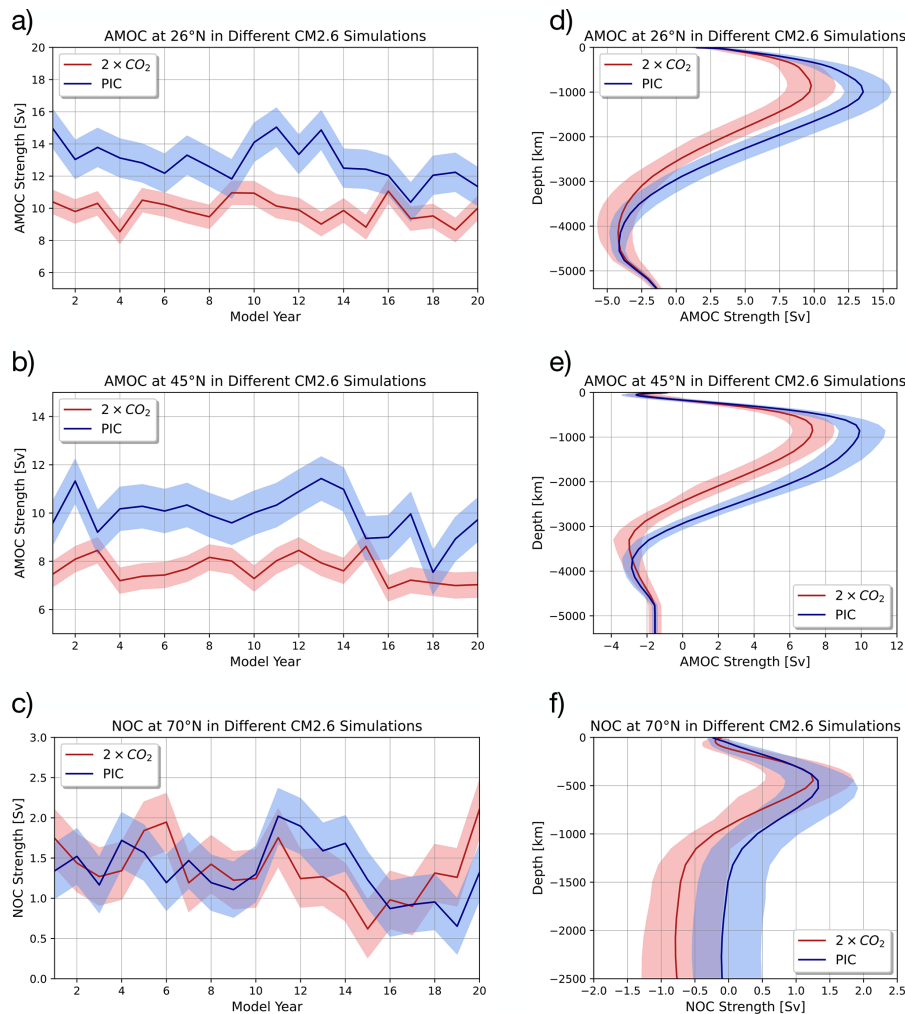 a)
AMOC at 26°N in Different CM2.6 Simulations
2 × CO₂
PIC
20
18
16
14
12
10
8
6
AMOC Strength [Sv]
2 4 6 8 10 12 14 16 18 20
Model Year
d)
AMOC at 26°N in Different CM2.6 Simulations
2 × CO₂
PIC
0
−1000
−2000
−3000
−4000
−5000
Depth [km]
−5.0 −2.5 0.0 2.5 5.0 7.5 10.0 12.5 15.0
AMOC Strength [Sv]
b)
AMOC at 45°N in Different CM2.6 Simulations
2 × CO₂
PIC
14
12
10
8
6
AMOC Strength [Sv]
2 4 6 8 10 12 14 16 18 20
Model Year
e)
AMOC at 45°N in Different CM2.6 Simulations
0
−1000
−2000
−3000
−4000
−5000
Depth [km]
2 × CO₂
PIC
−4 −2 0 2 4 6 8 10 12
AMOC Strength [Sv]
c)
NOC at 70°N in Different CM2.6 Simulations
2 × CO₂
PIC
3.0
2.5
2.0
1.5
1.0
0.5
0.0
NOC Strength [Sv]
2 4 6 8 10 12 14 16 18 20
Model Year
f)
NOC at 70°N in Different CM2.6 Simulations
0
−500
−1000
−1500
−2000
−2500
Depth [km]
2 × CO₂
PIC
−2.0 −1.5 −1.0 −0.5 0.0 0.5 1.0 1.5 2.0 2.5
NOC Strength [Sv]